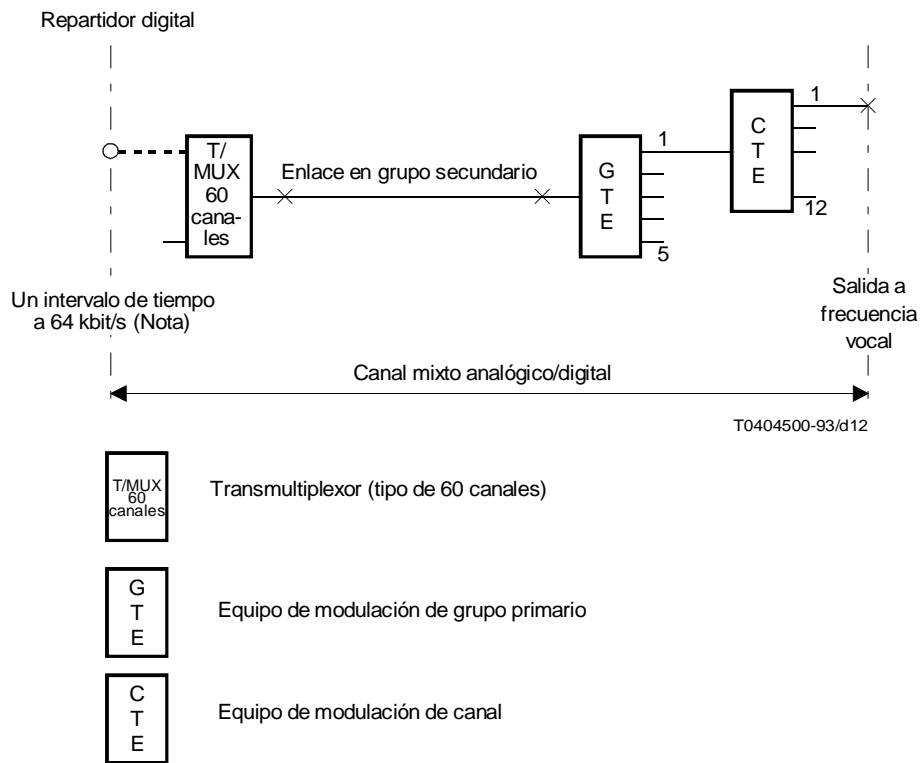 Repartidor digital
T/
MUX
60
cana-
les
Enlace en grupo secundario
G
T
E
1
5
C
T
E
1
12
Un intervalo de tiempo
a 64 kbit/s (Nota)
Salida a
frecuencia
vocal
Canal mixto analógico/digital
T0404500-93/d12
T/MUX
60
canales
Transmultiplexor (tipo de 60 canales)
G
T
E
Equipo de modulación de grupo primario
C
T
E
Equipo de modulación de canal